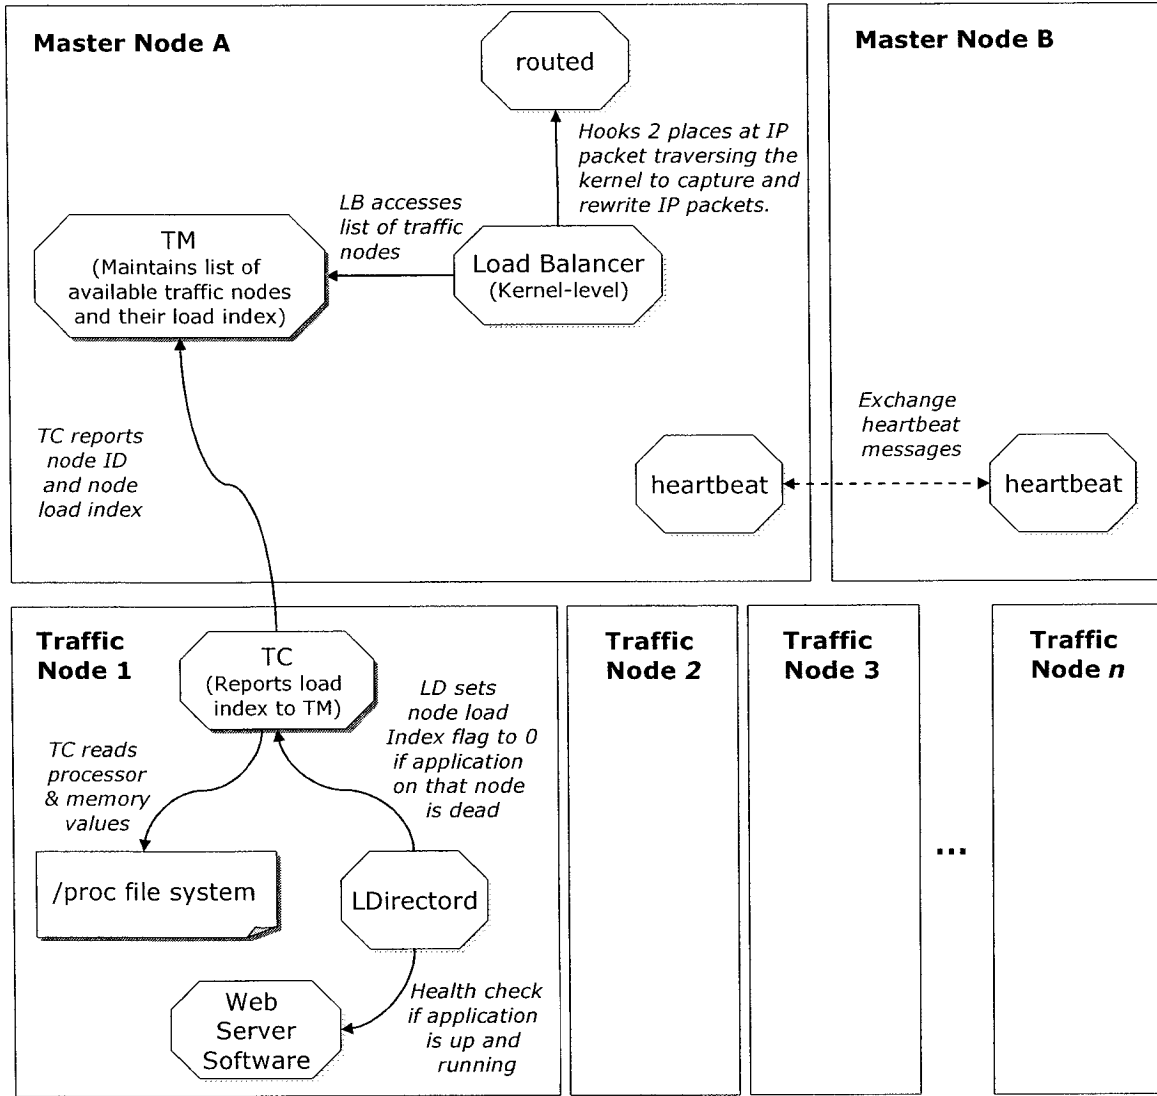 Master Node A
routed
Hooks 2 places at IP
packet traversing the
kernel to capture and
rewrite IP packets.
LB accesses
list of traffic
nodes
TM
(Maintains list of
available traffic nodes
and their load index)
Load Balancer
(Kernel-level)
TC reports
node ID
and node
load index
heartbeat
Master Node B
Exchange
heartbeat
messages
heartbeat
Traffic
Node 1
TC
(Reports load
index to TM)
LD sets
node load
Index flag to 0
if application
on that node
is dead
TC reads
processor
& memory
values
/proc file system
LDirectord
Web
Server
Software
Health check
if application
is up and
running
Traffic
Node 2
Traffic
Node 3
...
Traffic
Node n